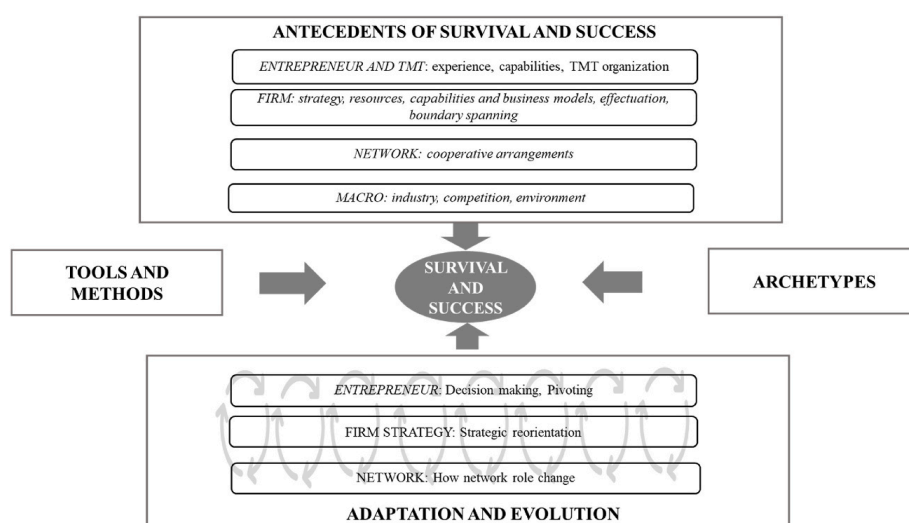 ANTECEDENTS OF SURVIVAL AND SUCCESS
ENTREPRENEUR AND TMT: experience, capabilities, TMT organization
FIRM: strategy, resources, capabilities and business models, effectuation,
boundary spanning
NETWORK: cooperative arrangements
MACRO: industry, competition, environment
TOOLS AND
METHODS
SURVIVAL
AND
SUCCESS
ARCHETYPES
ENTREPRENEUR: Decision making, Pivoting
FIRM STRATEGY: Strategic reorientation
NETWORK: How network role change
ADAPTATION AND EVOLUTION